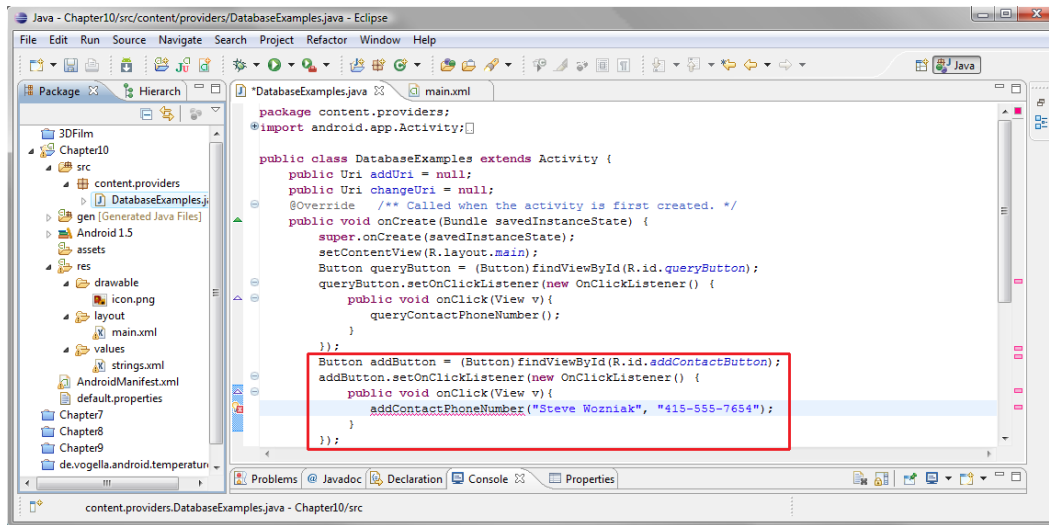 Java - Chapter10/src/content/providers/DatabaseExamples.java - Eclipse
File Edit Run Source Navigate Search Project Refactor Window Help
Java
Package Hierarch
3DFilm
Chapter10
src
content.providers
DatabaseExamples.j
gen [Generated Java Files]
Android 1.5
assets
res
drawable
icon.png
layout
main.xml
values
strings.xml
AndroidManifest.xml
default.properties
Chapter7
Chapter8
Chapter9
de.vogella.android.temperatur
*DatabaseExamples.java main.xml
package content.providers;
import android.app.Activity;
public class DatabaseExamples extends Activity {
public Uri addUri = null;
public Uri changeUri = null;
@Override /** Called when the activity is first created. */
public void onCreate(Bundle savedInstanceState) {
super.onCreate(savedInstanceState);
setContentView(R.layout.main);
Button queryButton = (Button)findViewById(R.id.queryButton);
queryButton.setOnClickListener(new OnClickListener() {
public void onClick(View v){
queryContactPhoneNumber();
}
});
Button addButton = (Button)findViewById(R.id.addContactButton);
addButton.setOnClickListener(new OnClickListener() {
public void onClick(View v){
addContactPhoneNumber("Steve Wozniak", "415-555-7654");
}
});
Problems @ Javadoc Declaration Console Properties
content.providers.DatabaseExamples.java - Chapter10/src